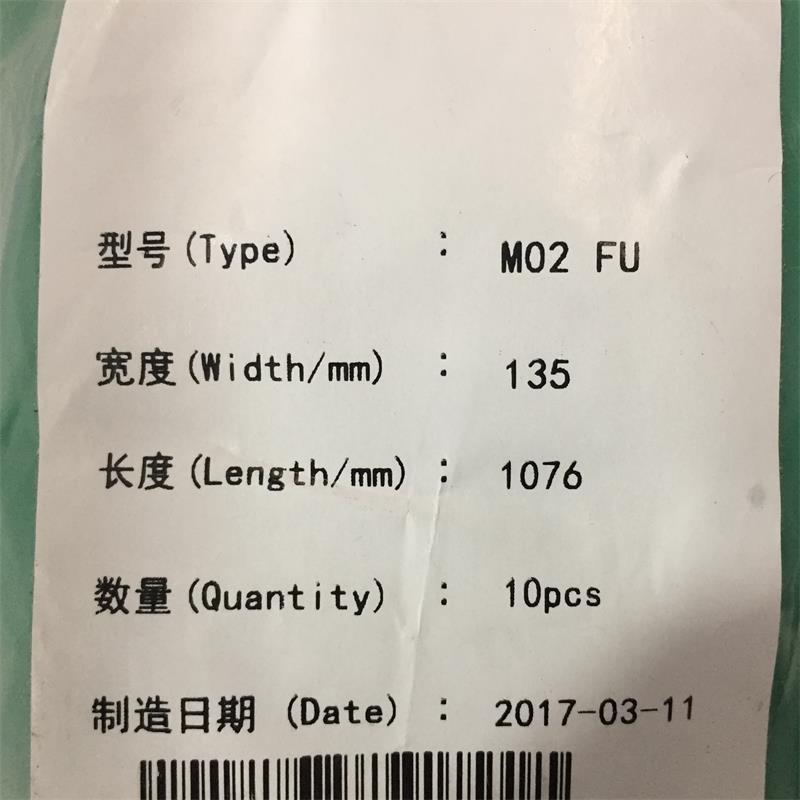 型号(Type) : M02 FU
宽度(Width/mm) : 135
长度(Length/mm) : 1076
数量(Quantity) : 10pcs
制造日期 (Date) : 2017-03-11